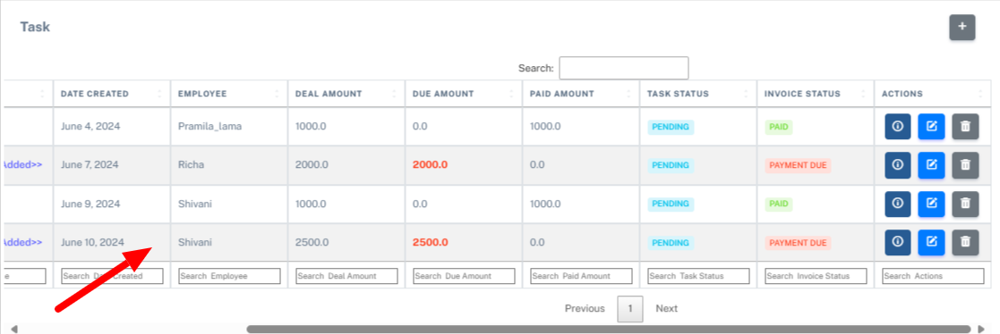 Task
+
Search:
DATE CREATED EMPLOYEE DEAL AMOUNT DUE AMOUNT PAID AMOUNT TASK STATUS INVOICE STATUS ACTIONS
June 4, 2024 Pramila_lama 1000.0 0.0 1000.0 PENDING PAID
Added>> June 7, 2024 Richa 2000.0 2000.0 0.0 PENDING PAYMENT DUE
June 9, 2024 Shivani 1000.0 0.0 1000.0 PENDING PAID
Added>> June 10, 2024 Shivani 2500.0 2500.0 0.0 PENDING PAYMENT DUE
e Search Created Search Employee Search Deal Amount Search Due Amount Search Paid Amount Search Task Status Search Invoice Status Search Actions
Previous 1 Next